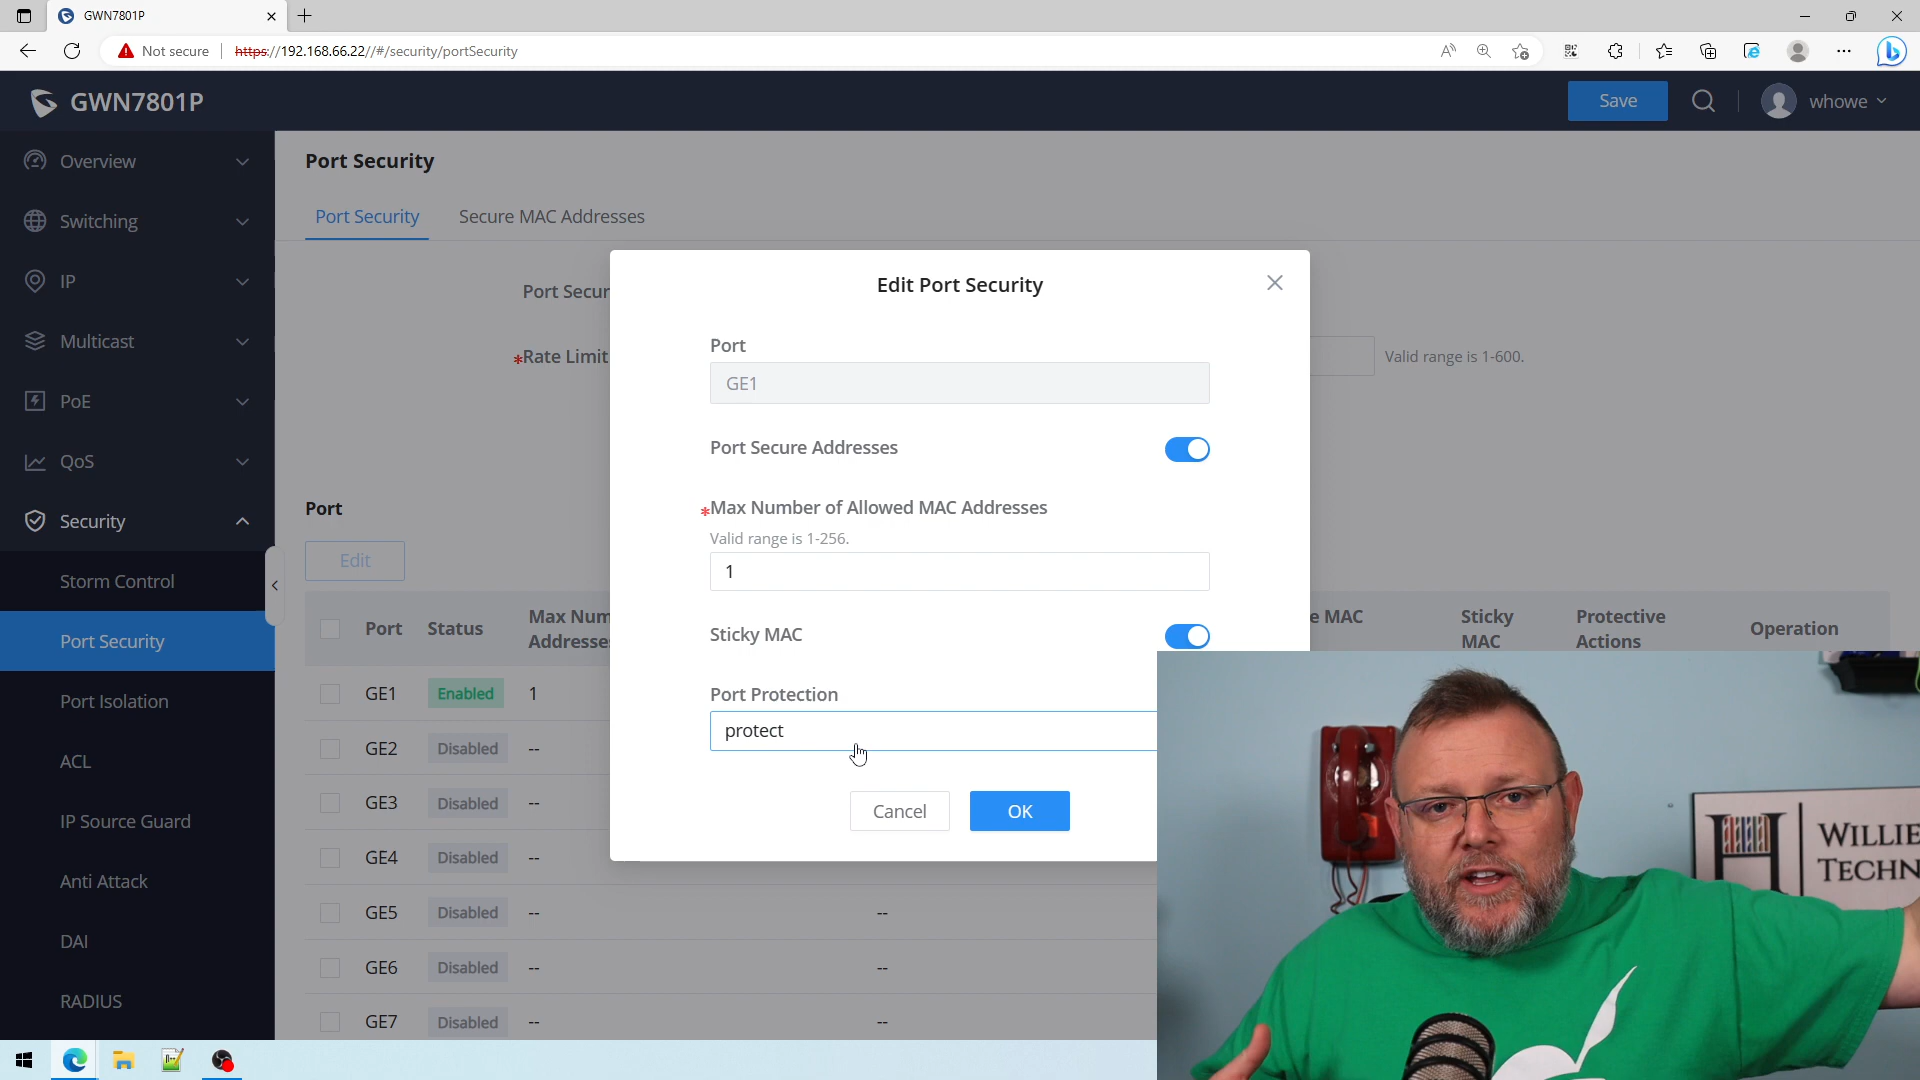 GWN7801P
Not secure
https://192.168.66.22//#/security/portSecurity
GWN7801P
Save
whowe
Overview
Switching
IP
Multicast
PoE
QoS
Security
Storm Control
Port Security
Port Isolation
ACL
IP Source Guard
Anti Attack
DAI
RADIUS
Port Security
Port Security
Secure MAC Addresses
Port Secur
*Rate Limit
Valid range is 1-600.
Port
Edit
Port
Status
Max Num
Addresse
e MAC
Sticky
MAC
Protective
Actions
Operation
GE1 Enabled 1
GE2 Disabled --
GE3 Disabled --
GE4 Disabled --
GE5 Disabled -- --
GE6 Disabled -- --
GE7 Disabled -- --
Edit Port Security
Port
GE1
Port Secure Addresses
*Max Number of Allowed MAC Addresses
Valid range is 1-256.
1
Sticky MAC
Port Protection
protect
Cancel
OK
WILLIE
TECHN